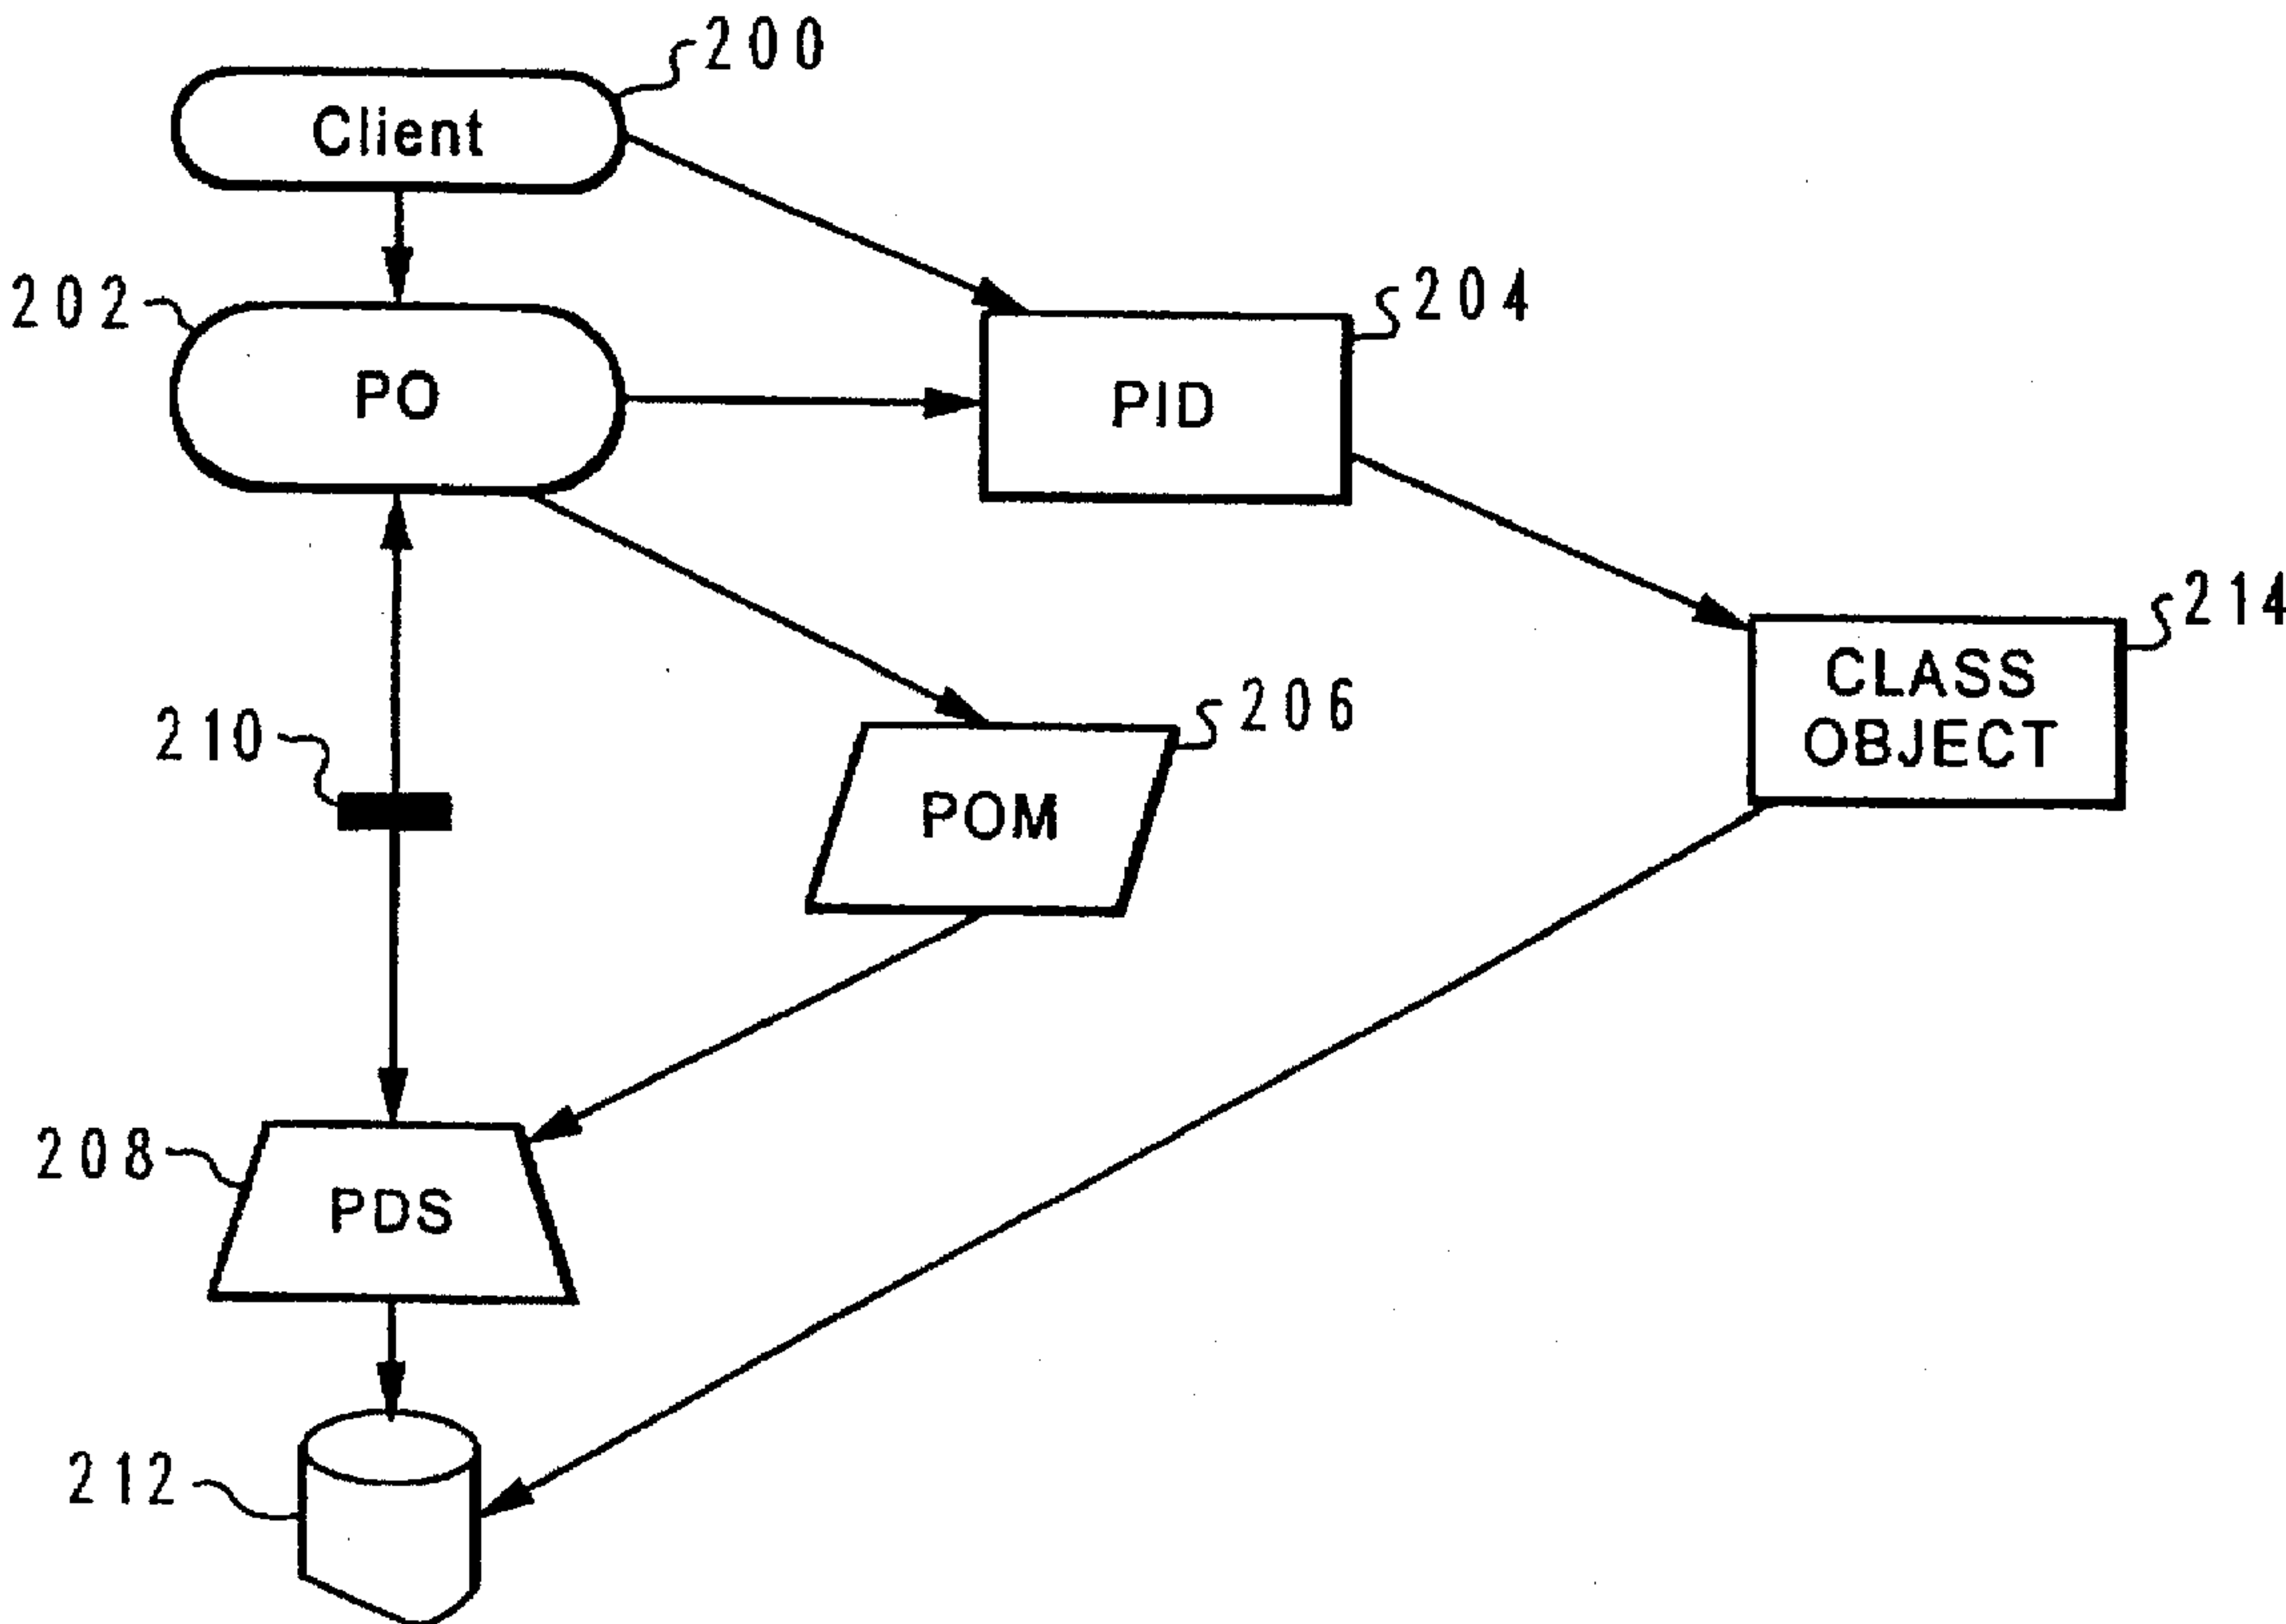 200
Client
202
204
PO
PID
214
CLASS
OBJECT
206
210
POM
208
PDS
212